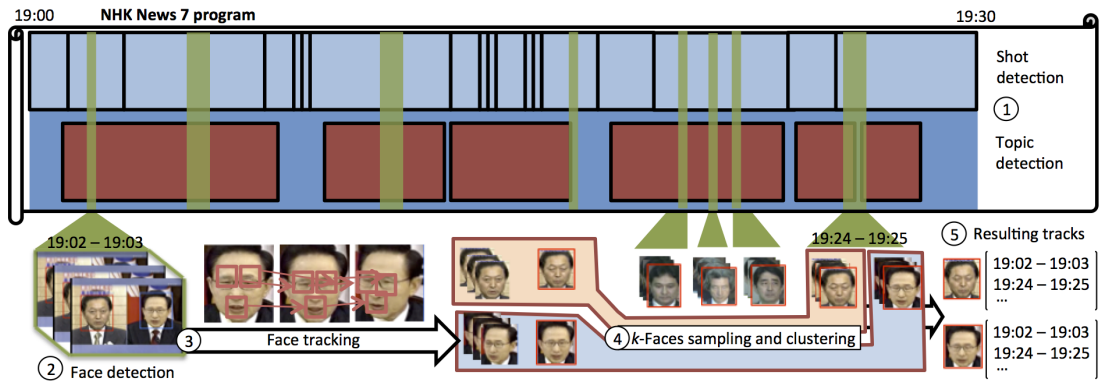 19:00
NHK News 7 program
19:30
Shot
detection
1
Topic
detection
19:02 – 19:03
19:24 – 19:25
5 Resulting tracks
19:02 – 19:03
19:24 – 19:25
...
3
Face tracking
4 k-Faces sampling and clustering
19:02 – 19:03
19:24 – 19:25
...
2 Face detection